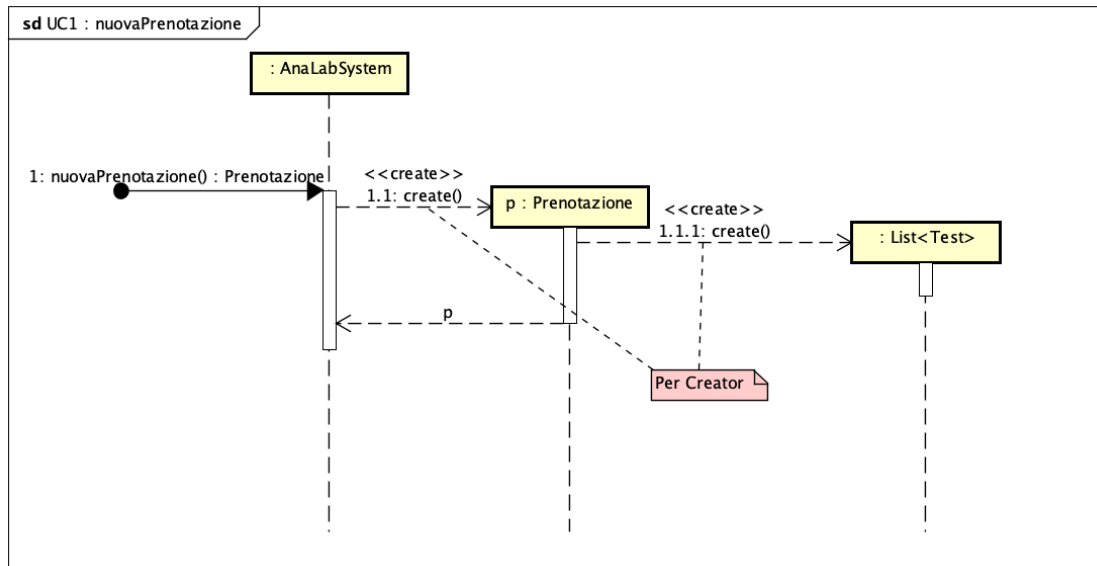 sd UC1 : nuovaPrenotazione
: AnaLabSystem
1: nuovaPrenotazione() : Prenotazione
<<create>>
1.1: create()
p : Prenotazione
<<create>>
1.1.1: create()
: List<Test>
p
Per Creator